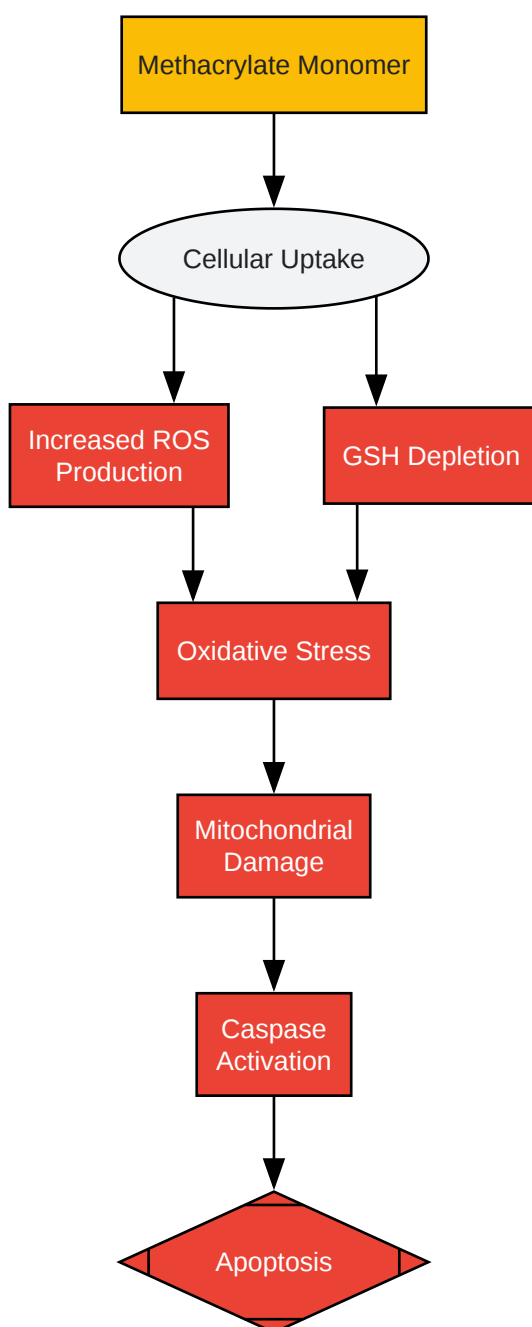 Methacrylate Monomer
Cellular Uptake
Increased ROS
Production
GSH Depletion
Oxidative Stress
Mitochondrial
Damage
Caspase
Activation
Apoptosis